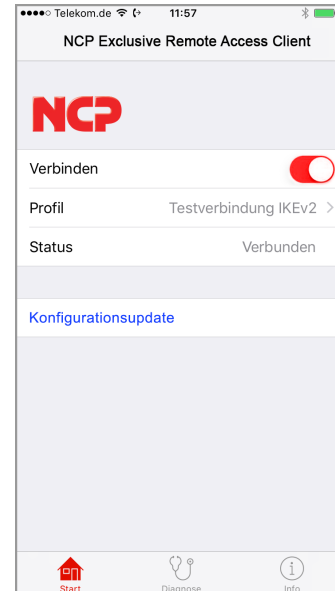 Telekom.de 11:57
NCP Exclusive Remote Access Client
NCP
Verbinden
Profil Testverbindung IKEv2
Status Verbunden
Konfigurationsupdate
Start Diagnose Info